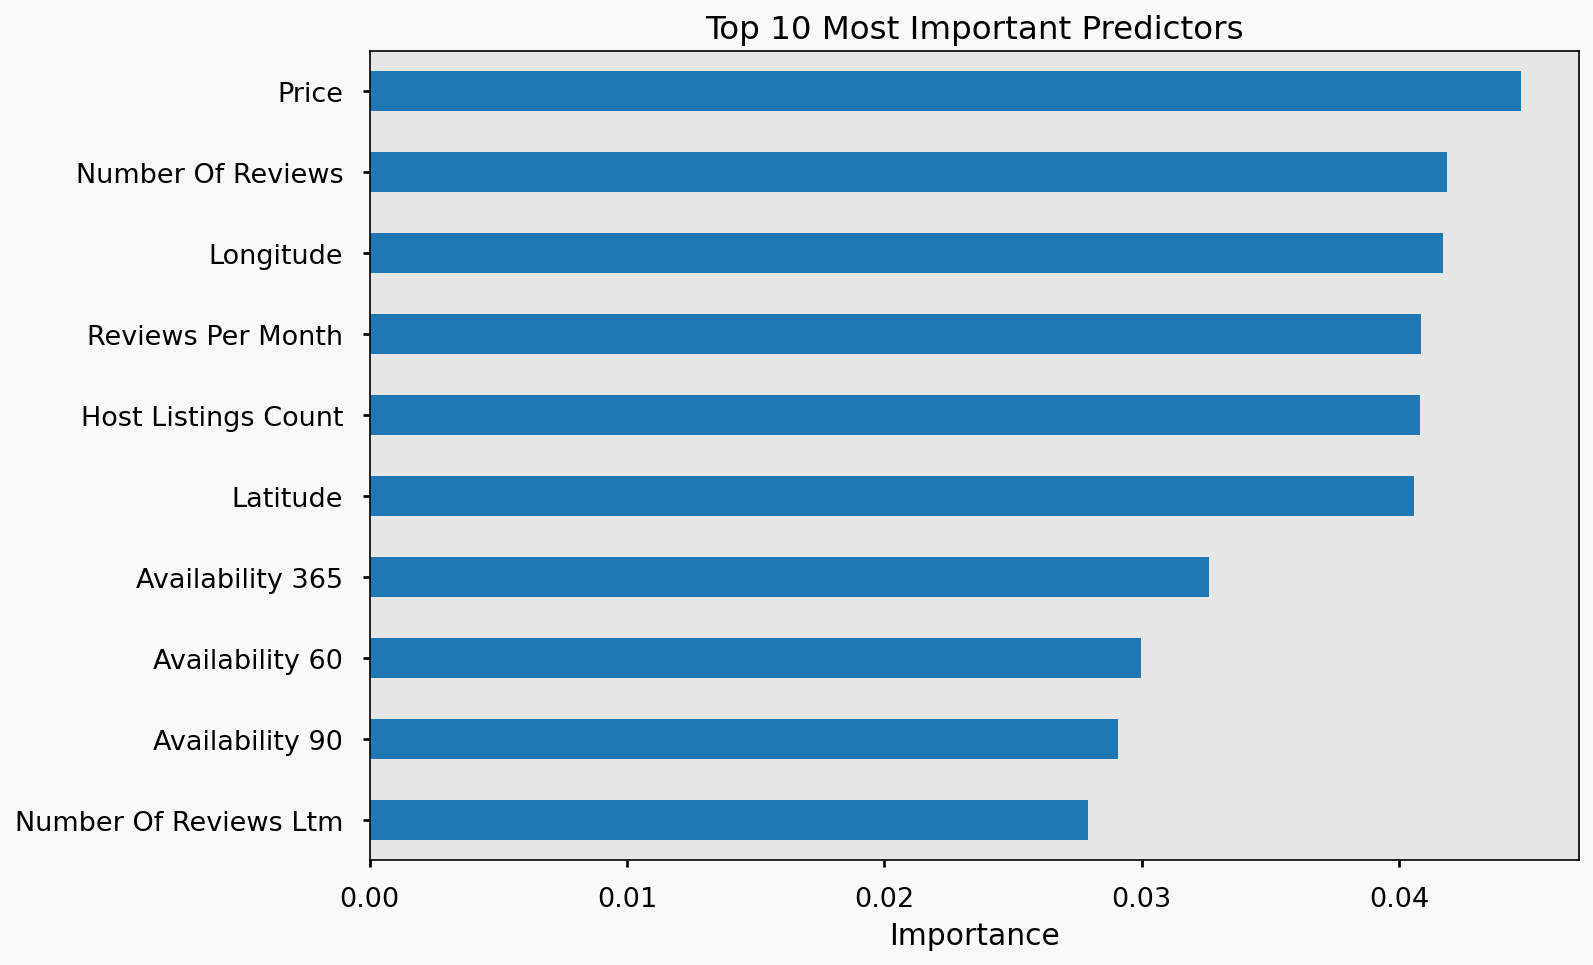 Top 10 Most Important Predictors
Price
Number Of Reviews
Longitude
Reviews Per Month
Host Listings Count
Latitude
Availability 365
Availability 60
Availability 90
Number Of Reviews Ltm
0.00 0.01 0.02 0.03 0.04
Importance